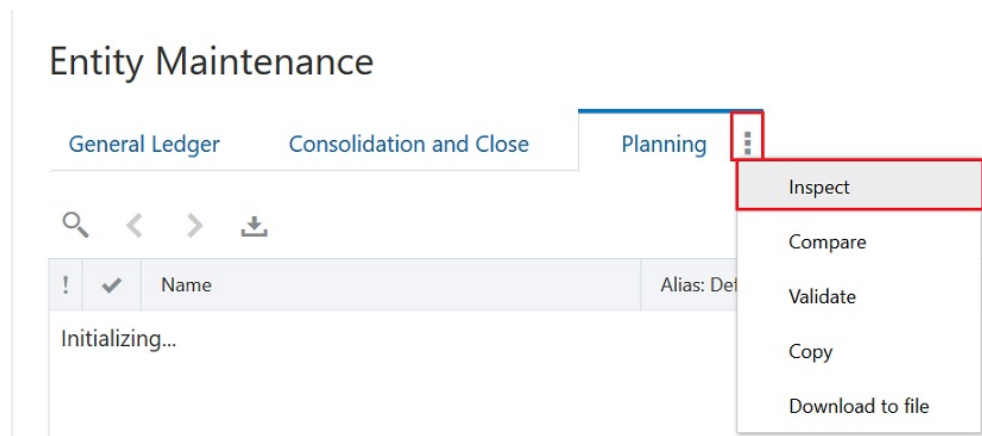 Entity Maintenance
General Ledger Consolidation and Close Planning
Inspect
Compare
! Name Alias: Def
Validate
Initializing...
Copy
Download to file